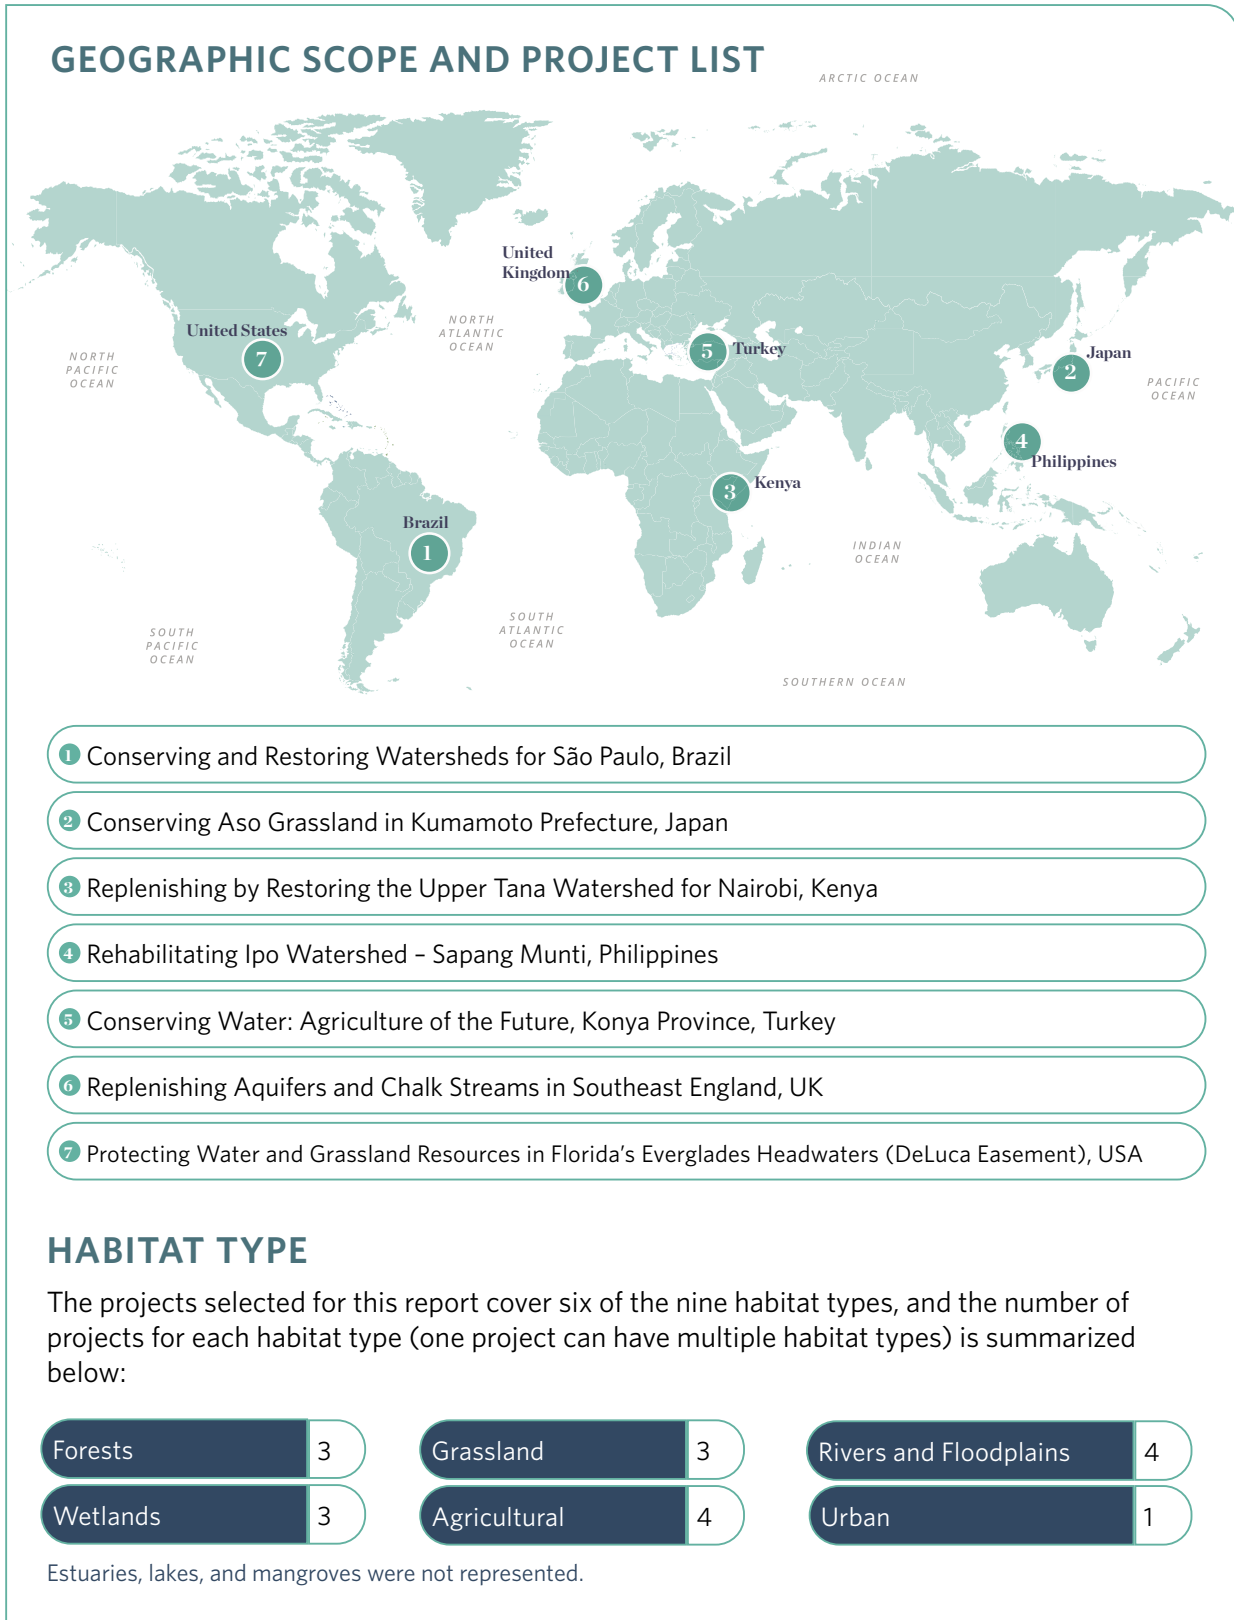 GEOGRAPHIC SCOPE AND PROJECT LIST
ARCTIC OCEAN
United
Kingdom
6
NORTH
ATLANTIC
OCEAN
United States
7
NORTH
PACIFIC
OCEAN
5
Turkey
Japan
2
PACIFIC
OCEAN
4
Philippines
3
Kenya
Brazil
1
INDIAN
OCEAN
SOUTH
ATLANTIC
OCEAN
SOUTH
PACIFIC
OCEAN
SOUTHERN OCEAN
1 Conserving and Restoring Watersheds for São Paulo, Brazil
2 Conserving Aso Grassland in Kumamoto Prefecture, Japan
3 Replenishing by Restoring the Upper Tana Watershed for Nairobi, Kenya
4 Rehabilitating Ipo Watershed – Sapang Munti, Philippines
5 Conserving Water: Agriculture of the Future, Konya Province, Turkey
6 Replenishing Aquifers and Chalk Streams in Southeast England, UK
7 Protecting Water and Grassland Resources in Florida's Everglades Headwaters (DeLuca Easement), USA
HABITAT TYPE
The projects selected for this report cover six of the nine habitat types, and the number of
projects for each habitat type (one project can have multiple habitat types) is summarized
below:
Forests 3
Grassland 3
Rivers and Floodplains 4
Wetlands 3
Agricultural 4
Urban 1
Estuaries, lakes, and mangroves were not represented.